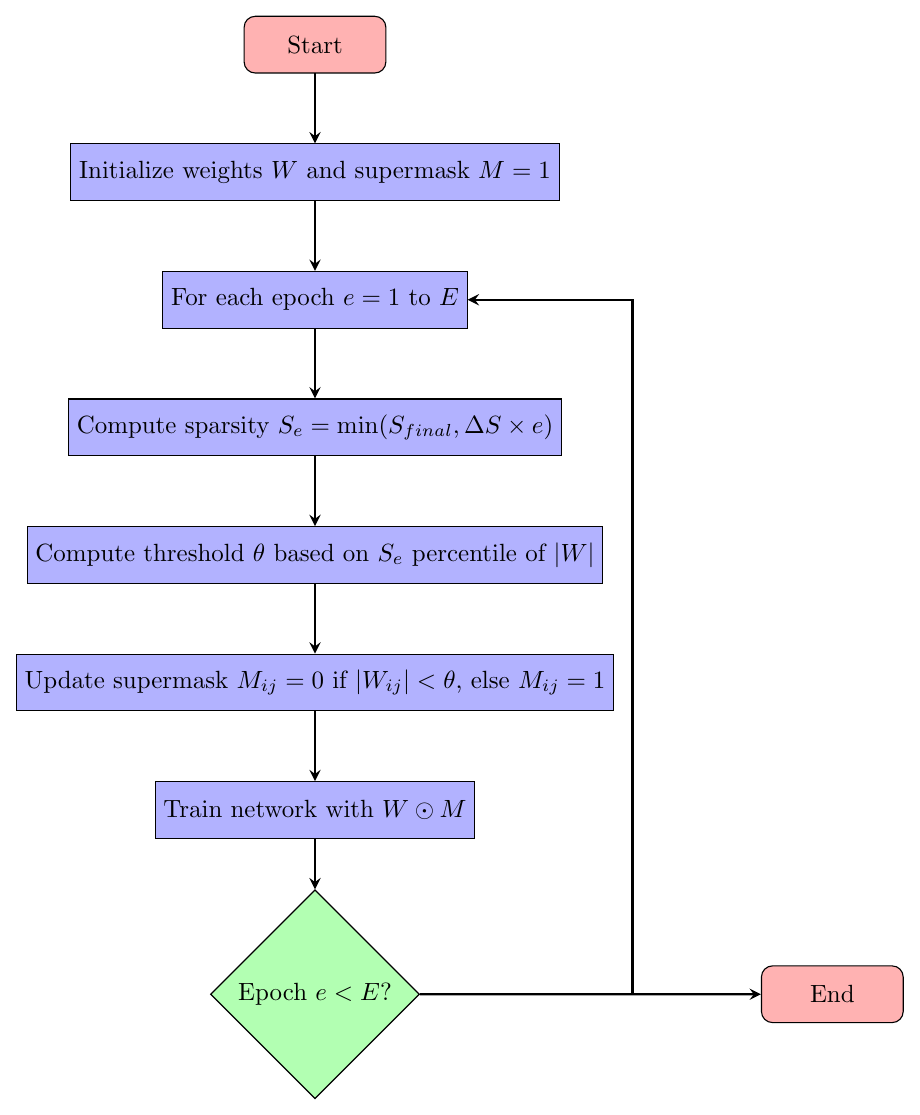 Start
Initialize weights $W$ and supermask $M = 1$
For each epoch $e = 1$ to $E$
Compute sparsity $S_e = \min(S_{final}, \Delta S \times e)$
Compute threshold $\theta$ based on $S_e$ percentile of $|W|$
Update supermask $M_{ij} = 0$ if $|W_{ij}| < \theta$, else $M_{ij} = 1$
Train network with $W \odot M$
Epoch $e < E$?
End